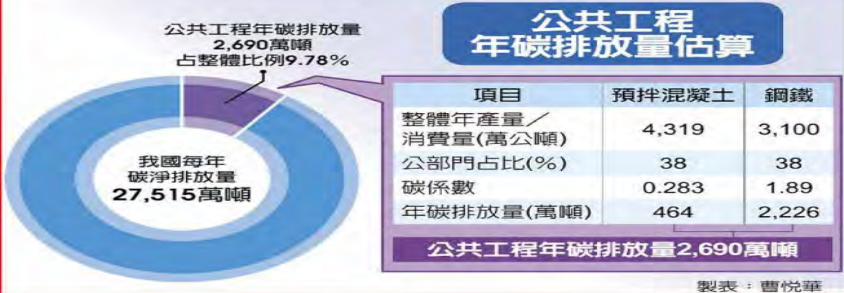 公共工程
年碳排放量估算
公共工程年碳排放量
2,690萬噸
占整體比例9.78%
我國每年
碳淨排放量
27,515萬噸
項目 預拌混凝土 鋼鐵
整體年產量/
消費量(萬公噸) 4,319 3,100
公部門占比(%) 38 38
碳係數 0.283 1.89
年碳排放量(萬噸) 464 2,226
公共工程年碳排放量2,690萬噸
製表：曹悅華